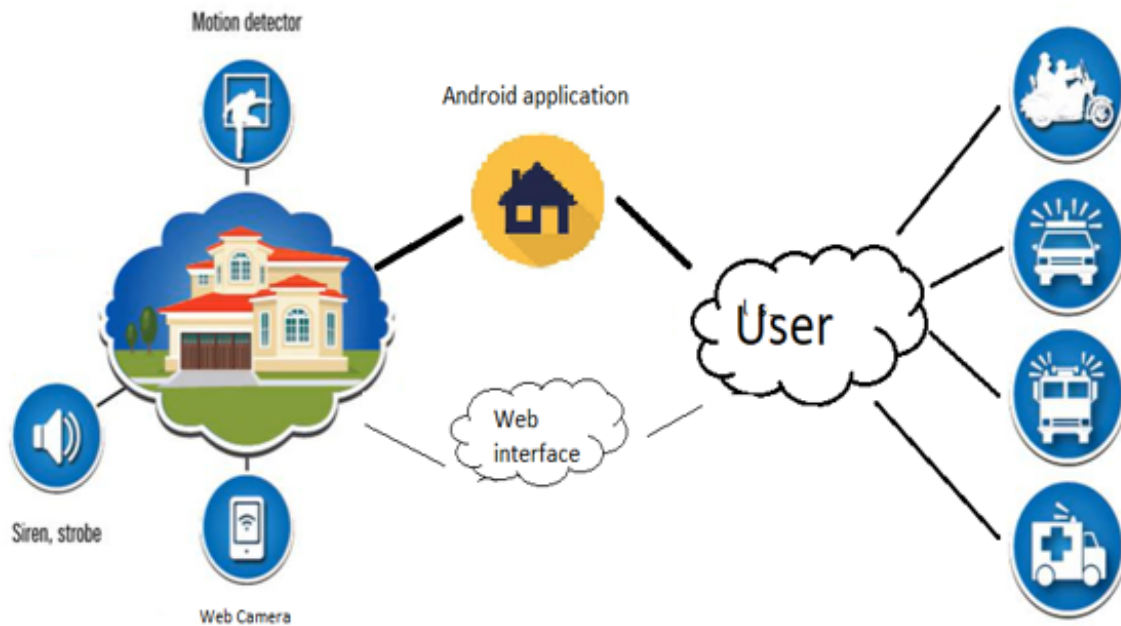 Motion detector
Android application
User
Web
interface
Siren, strobe
Web Camera